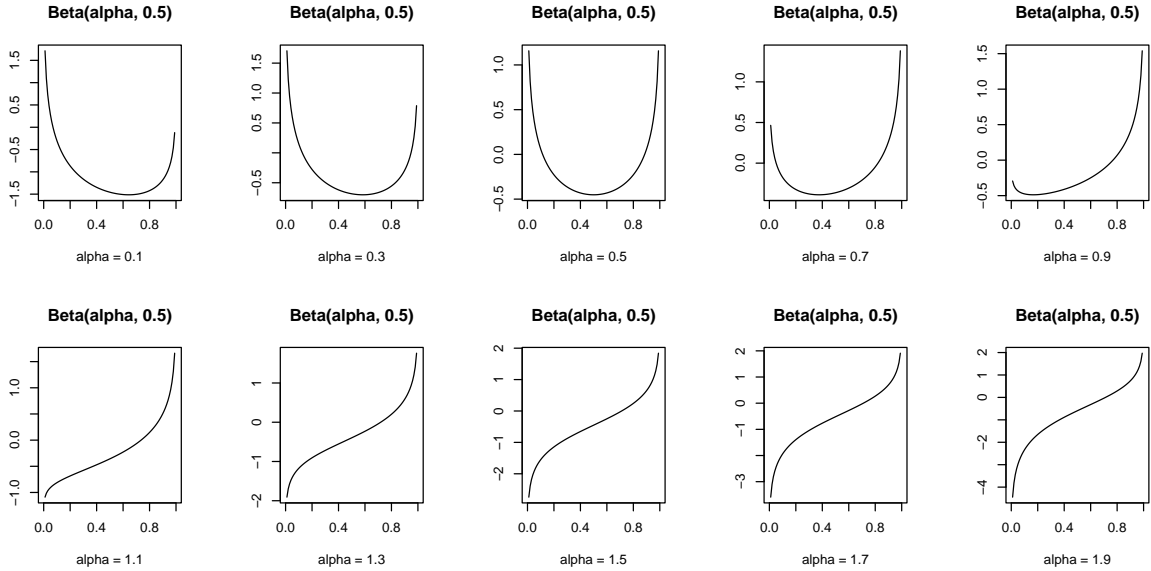 Beta(alpha, 0.5) Beta(alpha, 0.5) Beta(alpha, 0.5) Beta(alpha, 0.5) Beta(alpha, 0.5)
−1.5 −0.5 0.5 1.5
0.0 0.4 0.8
alpha = 0.1
−0.5 0.5 1.0 1.5
0.0 0.4 0.8
alpha = 0.3
−0.5 0.0 0.5 1.0
0.0 0.4 0.8
alpha = 0.5
0.0 0.5 1.0
0.0 0.4 0.8
alpha = 0.7
−0.5 0.0 0.5 1.0 1.5
0.0 0.4 0.8
alpha = 0.9
Beta(alpha, 0.5) Beta(alpha, 0.5) Beta(alpha, 0.5) Beta(alpha, 0.5) Beta(alpha, 0.5)
−1.0 0.0 1.0
0.0 0.4 0.8
alpha = 1.1
−2 −1 0 1
0.0 0.4 0.8
alpha = 1.3
−2 −1 0 1 2
0.0 0.4 0.8
alpha = 1.5
−3 −1 0 1 2
0.0 0.4 0.8
alpha = 1.7
−4 −2 0 1 2
0.0 0.4 0.8
alpha = 1.9